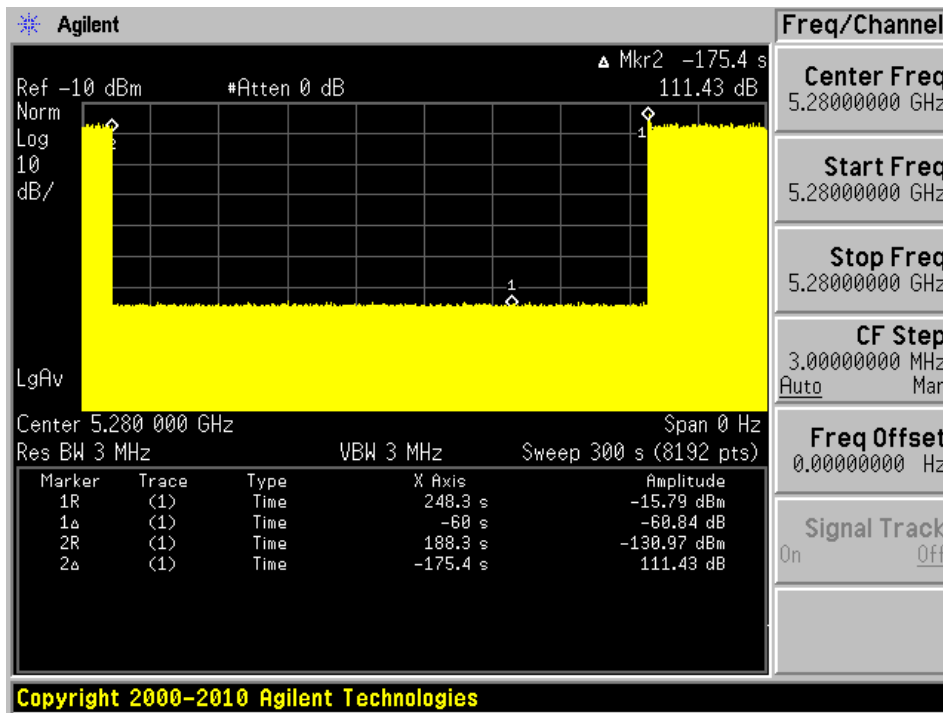 Agilent
Freq/Channel
Δ Mkr2 -175.4 s
Ref -10 dBm #Atten 0 dB 111.43 dB
Norm
Log
10
dB/
1
1
LgAv
Center 5.280 000 GHz Span 0 Hz
Res BW 3 MHz VBW 3 MHz Sweep 300 s (8192 pts)
Marker Trace Type X Axis Amplitude
1R (1) Time 248.3 s -15.79 dBm
1Δ (1) Time -60 s -60.84 dB
2R (1) Time 188.3 s -130.97 dBm
2Δ (1) Time -175.4 s 111.43 dB
Center Freq
5.28000000 GHz
Start Freq
5.28000000 GHz
Stop Freq
5.28000000 GHz
CF Step
3.00000000 MHz
Auto Man
Freq Offset
0.00000000 Hz
Signal Track
On Off
Copyright 2000-2010 Agilent Technologies